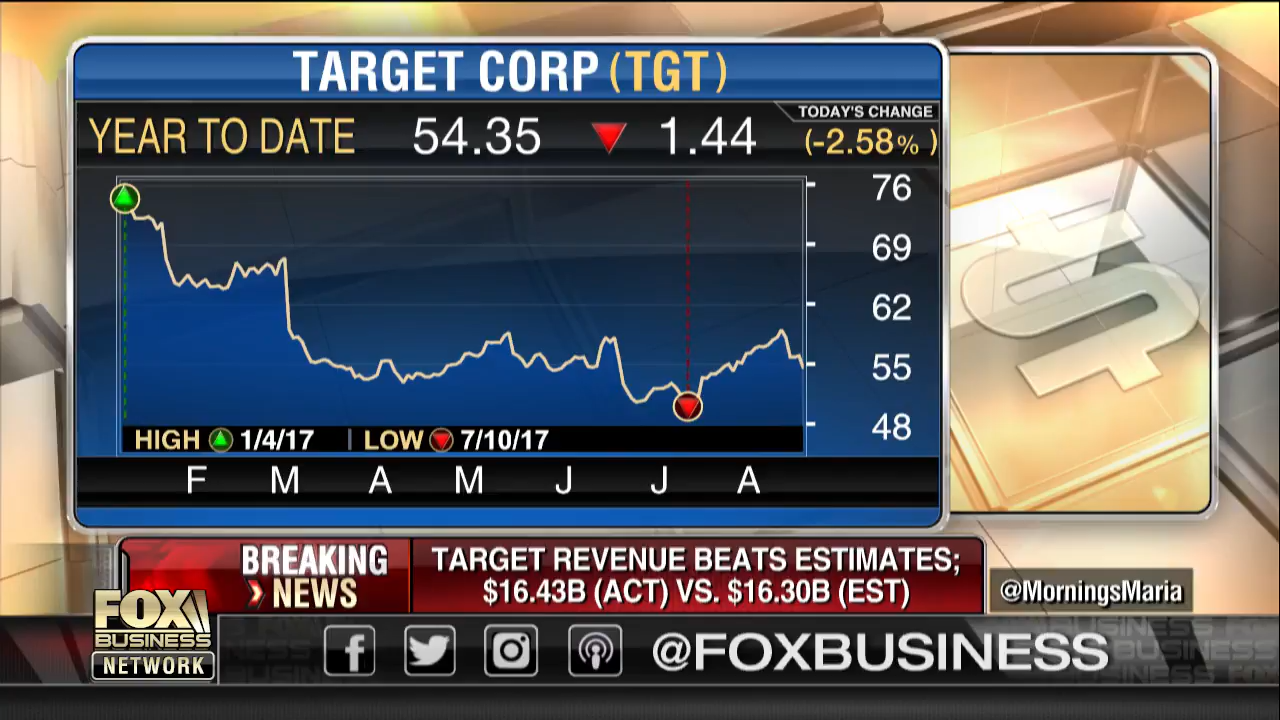 TARGET CORP (TGT)
TODAY'S CHANGE
YEAR TO DATE 54.35 1.44 (-2.58%)
76
69
62
55
48
HIGH 1/4/17 | LOW 7/10/17
F M A M J J A
BREAKING
NEWS
TARGET REVENUE BEATS ESTIMATES;
$16.43B (ACT) VS. $16.30B (EST)
@MorningsMaria
FOX
BUSINESS
NETWORK
@FOXBUSINESS